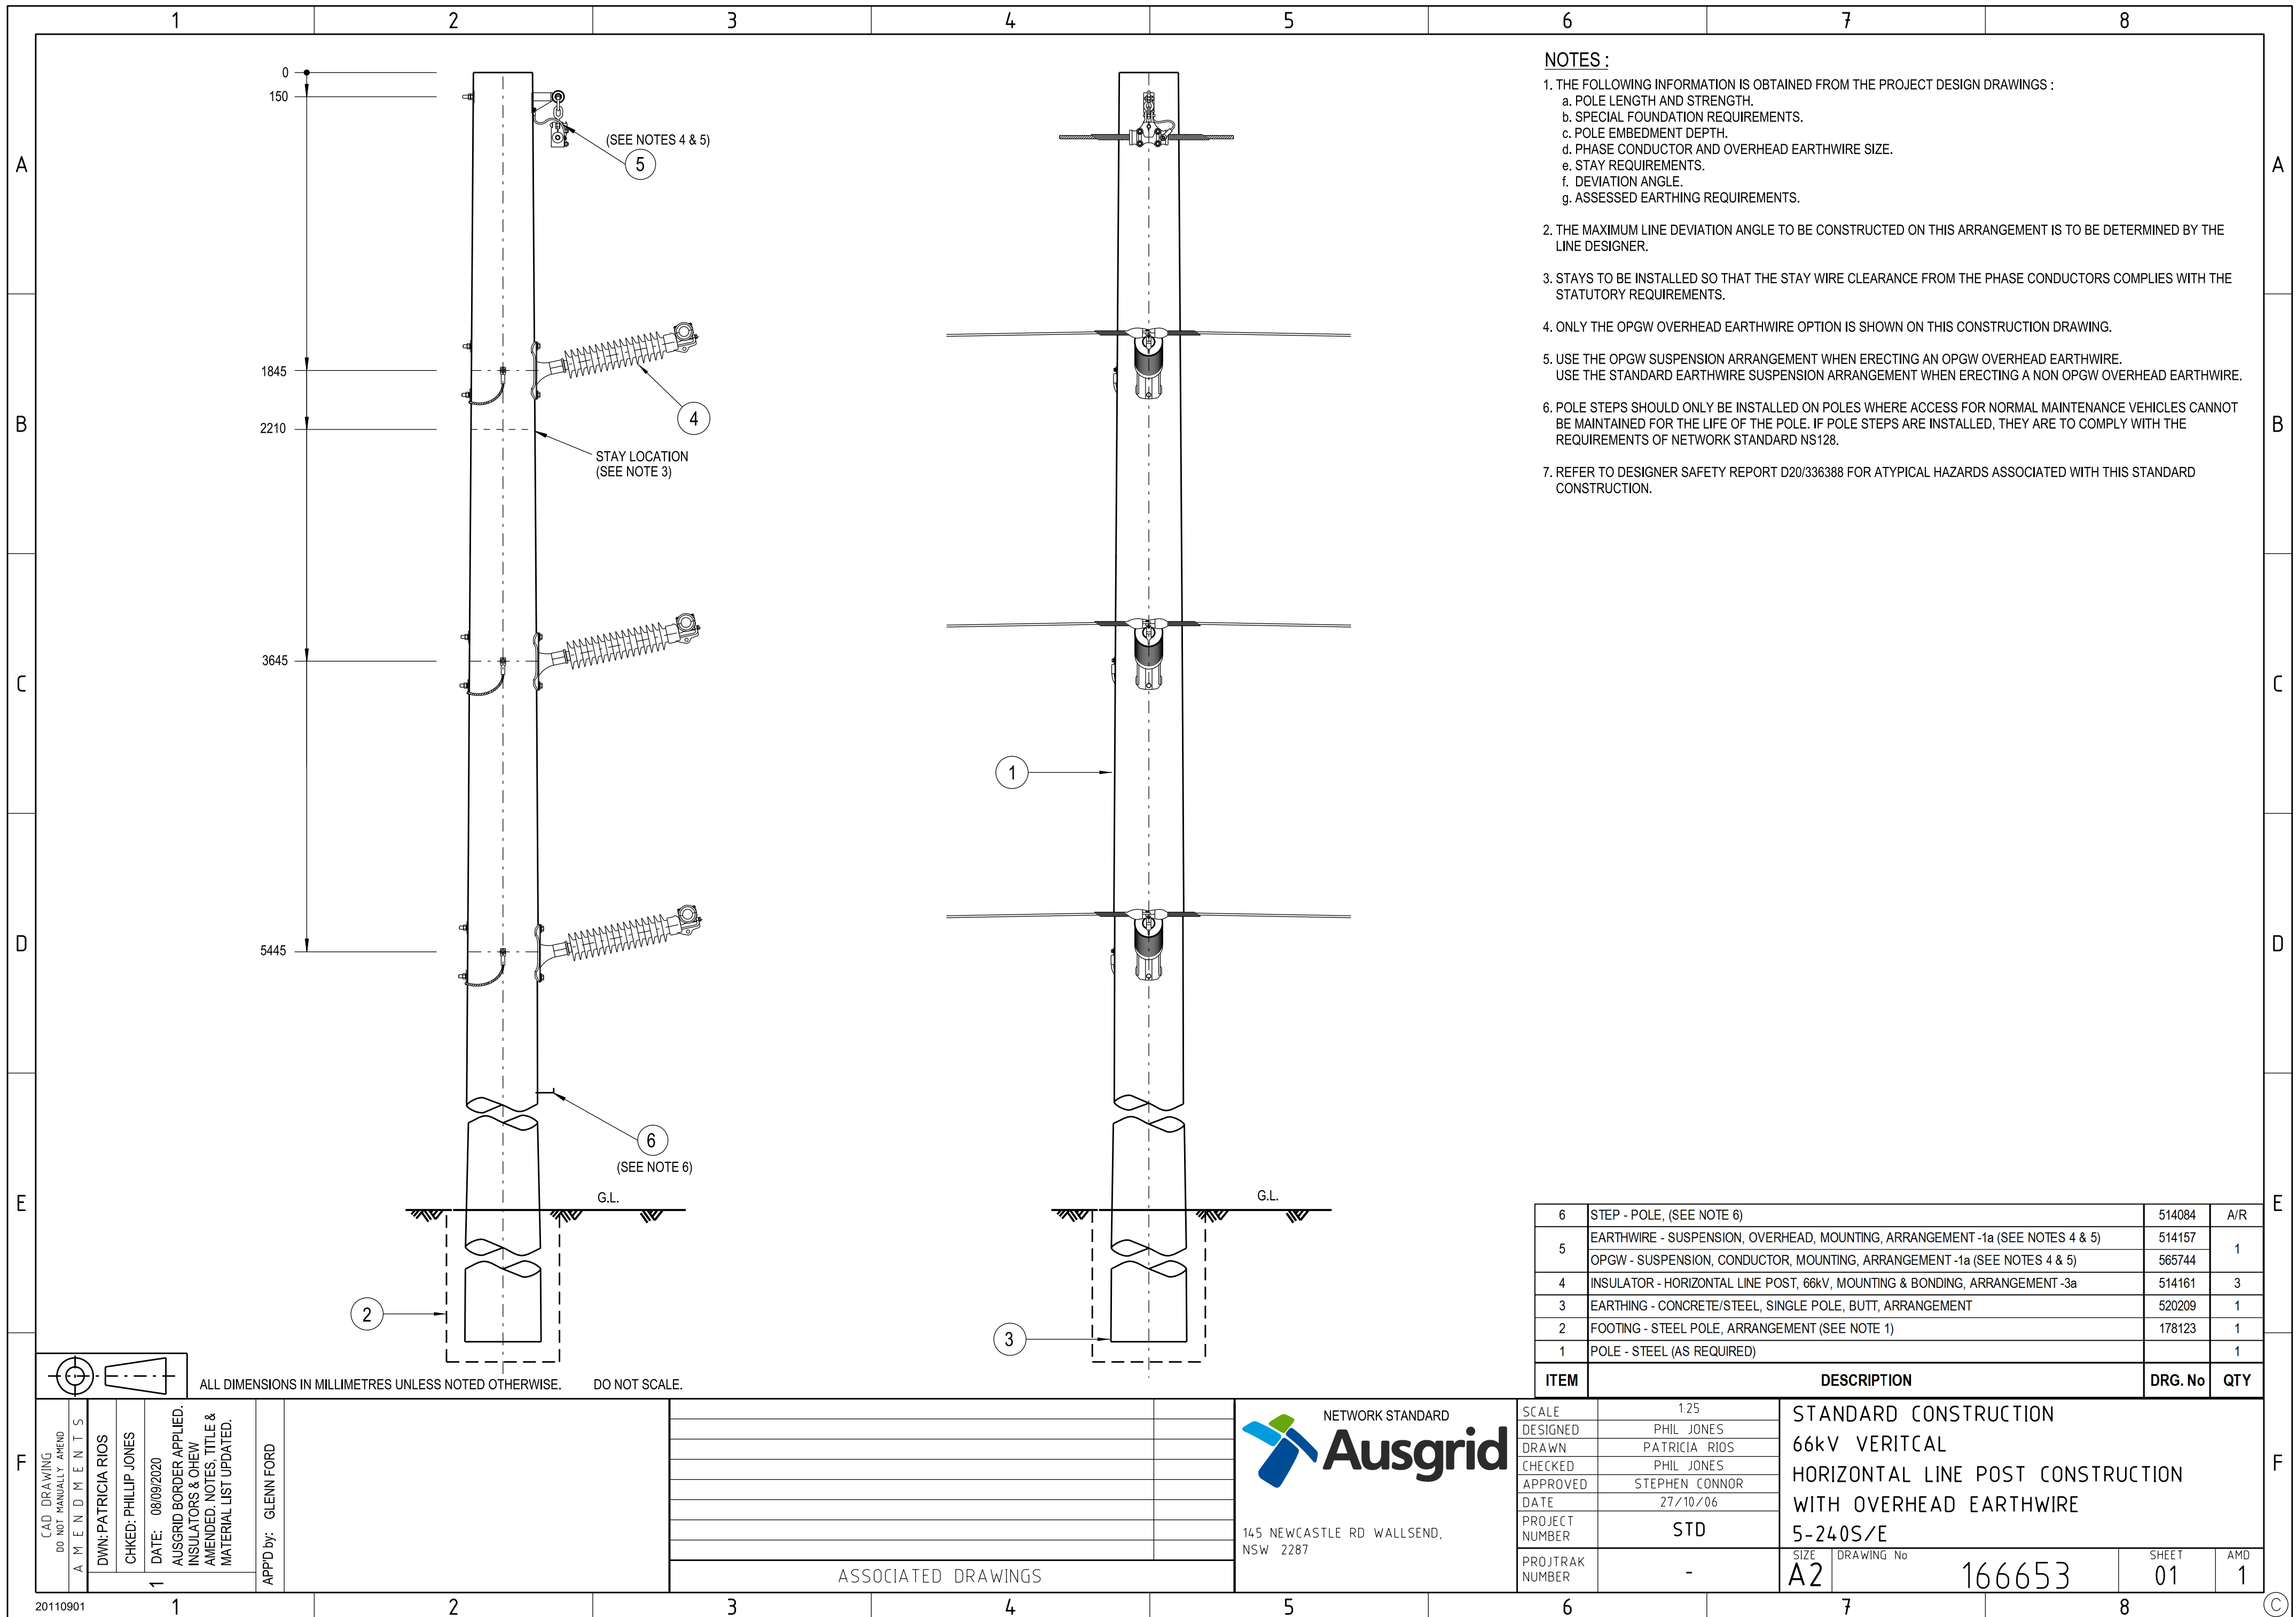 1 2 3 4 5 6 7 8
A
B
C
D
E
F
0
150
1845
2210
3645
5445
(SEE NOTES 4 & 5)
5
4
STAY LOCATION
(SEE NOTE 3)
6
(SEE NOTE 6)
G.L.
2
1
G.L.
3
NOTES :
1. THE FOLLOWING INFORMATION IS OBTAINED FROM THE PROJECT DESIGN DRAWINGS :
a. POLE LENGTH AND STRENGTH.
b. SPECIAL FOUNDATION REQUIREMENTS.
c. POLE EMBEDMENT DEPTH.
d. PHASE CONDUCTOR AND OVERHEAD EARTHWIRE SIZE.
e. STAY REQUIREMENTS.
f. DEVIATION ANGLE.
g. ASSESSED EARTHING REQUIREMENTS.
2. THE MAXIMUM LINE DEVIATION ANGLE TO BE CONSTRUCTED ON THIS ARRANGEMENT IS TO BE DETERMINED BY THE
LINE DESIGNER.
3. STAYS TO BE INSTALLED SO THAT THE STAY WIRE CLEARANCE FROM THE PHASE CONDUCTORS COMPLIES WITH THE
STATUTORY REQUIREMENTS.
4. ONLY THE OPGW OVERHEAD EARTHWIRE OPTION IS SHOWN ON THIS CONSTRUCTION DRAWING.
5. USE THE OPGW SUSPENSION ARRANGEMENT WHEN ERECTING AN OPGW OVERHEAD EARTHWIRE.
USE THE STANDARD EARTHWIRE SUSPENSION ARRANGEMENT WHEN ERECTING A NON OPGW OVERHEAD EARTHWIRE.
6. POLE STEPS SHOULD ONLY BE INSTALLED ON POLES WHERE ACCESS FOR NORMAL MAINTENANCE VEHICLES CANNOT
BE MAINTAINED FOR THE LIFE OF THE POLE. IF POLE STEPS ARE INSTALLED, THEY ARE TO COMPLY WITH THE
REQUIREMENTS OF NETWORK STANDARD NS128.
7. REFER TO DESIGNER SAFETY REPORT D20/336388 FOR ATYPICAL HAZARDS ASSOCIATED WITH THIS STANDARD
CONSTRUCTION.
A
B
C
D
E
F
6 STEP - POLE, (SEE NOTE 6) 514084 A/R
5 EARTHWIRE - SUSPENSION, OVERHEAD, MOUNTING, ARRANGEMENT -1a (SEE NOTES 4 & 5) 514157 1
OPGW - SUSPENSION, CONDUCTOR, MOUNTING, ARRANGEMENT -1a (SEE NOTES 4 & 5) 565744
4 INSULATOR - HORIZONTAL LINE POST, 66kV, MOUNTING & BONDING, ARRANGEMENT -3a 514161 3
3 EARTHING - CONCRETE/STEEL, SINGLE POLE, BUTT, ARRANGEMENT 520209 1
2 FOOTING - STEEL POLE, ARRANGEMENT (SEE NOTE 1) 178123 1
1 POLE - STEEL (AS REQUIRED) 1
ITEM DESCRIPTION DRG. No QTY
ALL DIMENSIONS IN MILLIMETRES UNLESS NOTED OTHERWISE. DO NOT SCALE.
CAD DRAWING
DO NOT MANUALLY AMEND
AMENDMENTS
DWN: PATRICIA RIOS
CHKED: PHILLIP JONES
1 DATE: 08/09/2020
AUSGRID BORDER APPLIED.
INSULATORS & OHEW
AMENDED. NOTES, TITLE &
MATERIAL LIST UPDATED.
APP'D by: GLENN FORD
ASSOCIATED DRAWINGS
NETWORK STANDARD
Ausgrid
145 NEWCASTLE RD WALLSEND,
NSW 2287
SCALE 1:25
DESIGNED PHIL JONES
DRAWN PATRICIA RIOS
CHECKED PHIL JONES
APPROVED STEPHEN CONNOR
DATE 27/10/06
PROJECT
NUMBER STD
PROJTRAK
NUMBER -
STANDARD CONSTRUCTION
66kV VERITCAL
HORIZONTAL LINE POST CONSTRUCTION
WITH OVERHEAD EARTHWIRE
5-240S/E
SIZE A2
DRAWING No 166653
SHEET 01
AMD 1
20110901
1 2 3 4 5 6 7 8
©